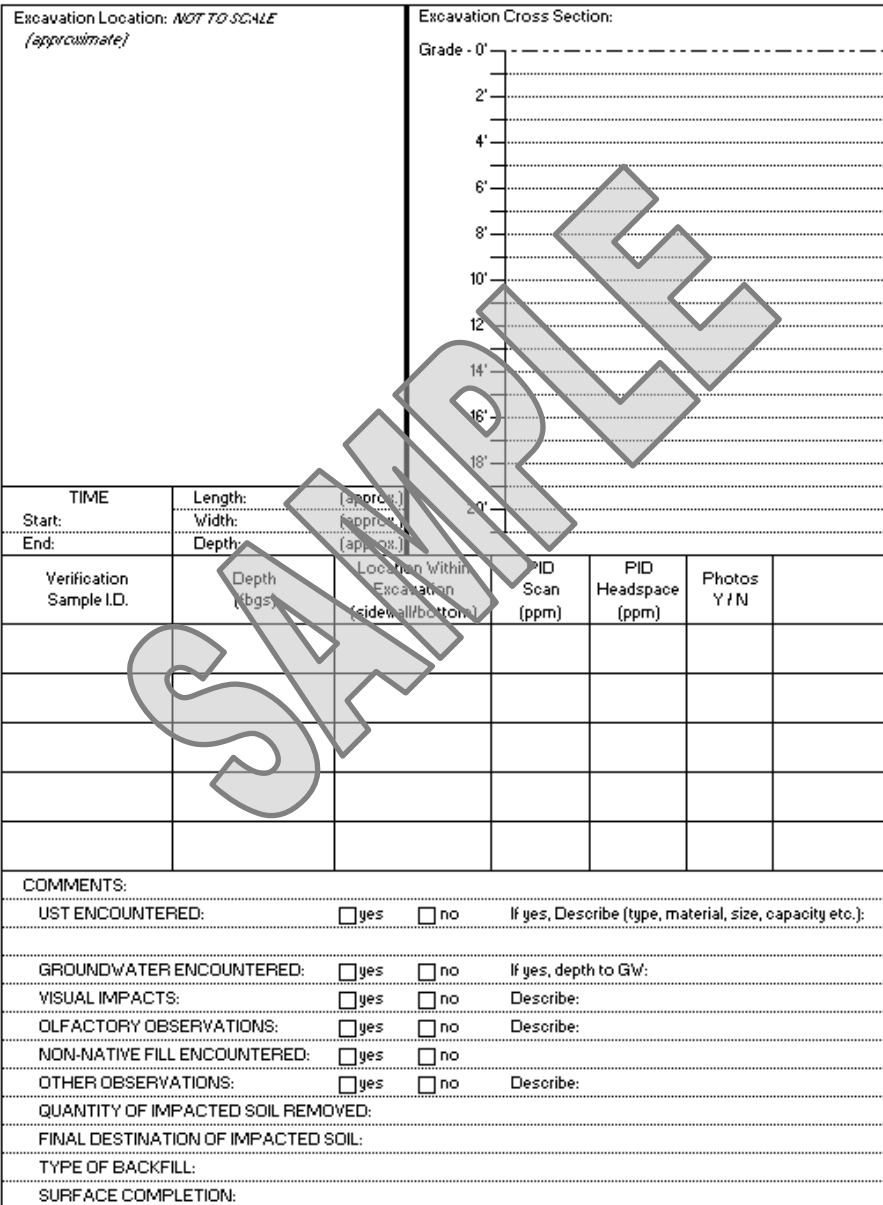 Excavation Location: NOT TO SCALE
(approximate)
Excavation Cross Section:
Grade - 0'
2'
4'
6'
8'
10'
12
14'
16'
18'
20'
TIME
Start:
End:
Length: (approx.)
Width: (approx.)
Depth: (approx.)
Verification
Sample I.D.
Depth
(fbgs)
Location Within
Excavation
(sidewall/bottom)
PID
Scan
(ppm)
PID
Headspace
(ppm)
Photos
Y / N
COMMENTS:
UST ENCOUNTERED: yes no If yes, Describe (type, material, size, capacity etc.):
GROUNDWATER ENCOUNTERED: yes no If yes, depth to GW:
VISUAL IMPACTS: yes no Describe:
OLFACTORY OBSERVATIONS: yes no Describe:
NON-NATIVE FILL ENCOUNTERED: yes no
OTHER OBSERVATIONS: yes no Describe:
QUANTITY OF IMPACTED SOIL REMOVED:
FINAL DESTINATION OF IMPACTED SOIL:
TYPE OF BACKFILL:
SURFACE COMPLETION:
SAMPLE